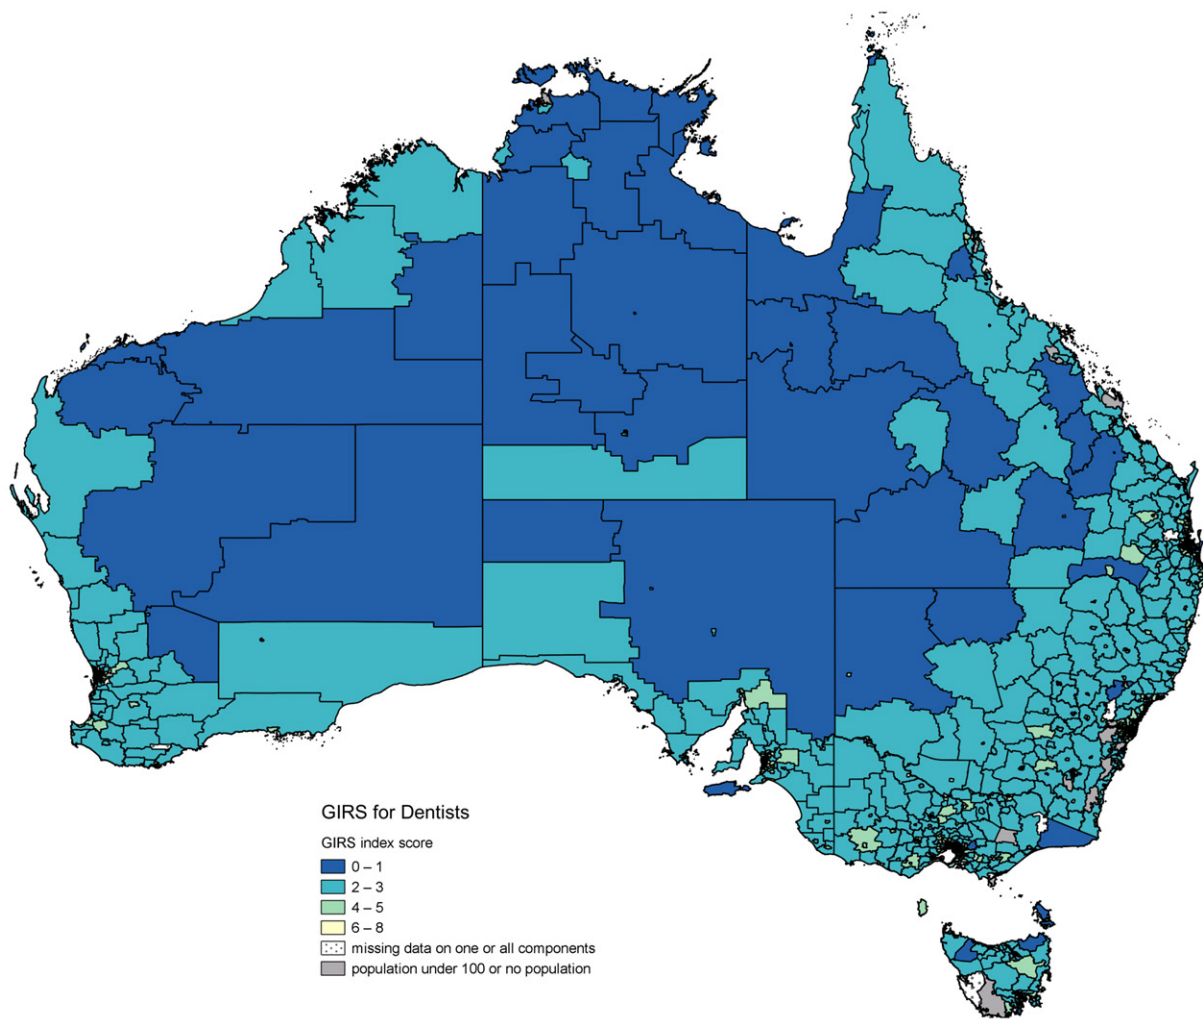 GIRS for Dentists
GIRS index score
0 – 1
2 – 3
4 – 5
6 – 8
missing data on one or all components
population under 100 or no population